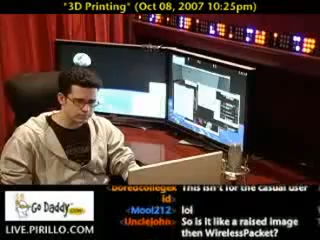 "3D Printing" (Oct 08, 2007 10:25pm)
<boredcollegek
id>
This isn't for the casual user
<Mool212> lol
<UncleJohn> So is it like a raised image
then WirelessPacket?
Go Daddy.com
LIVE.PIRILLO.COM